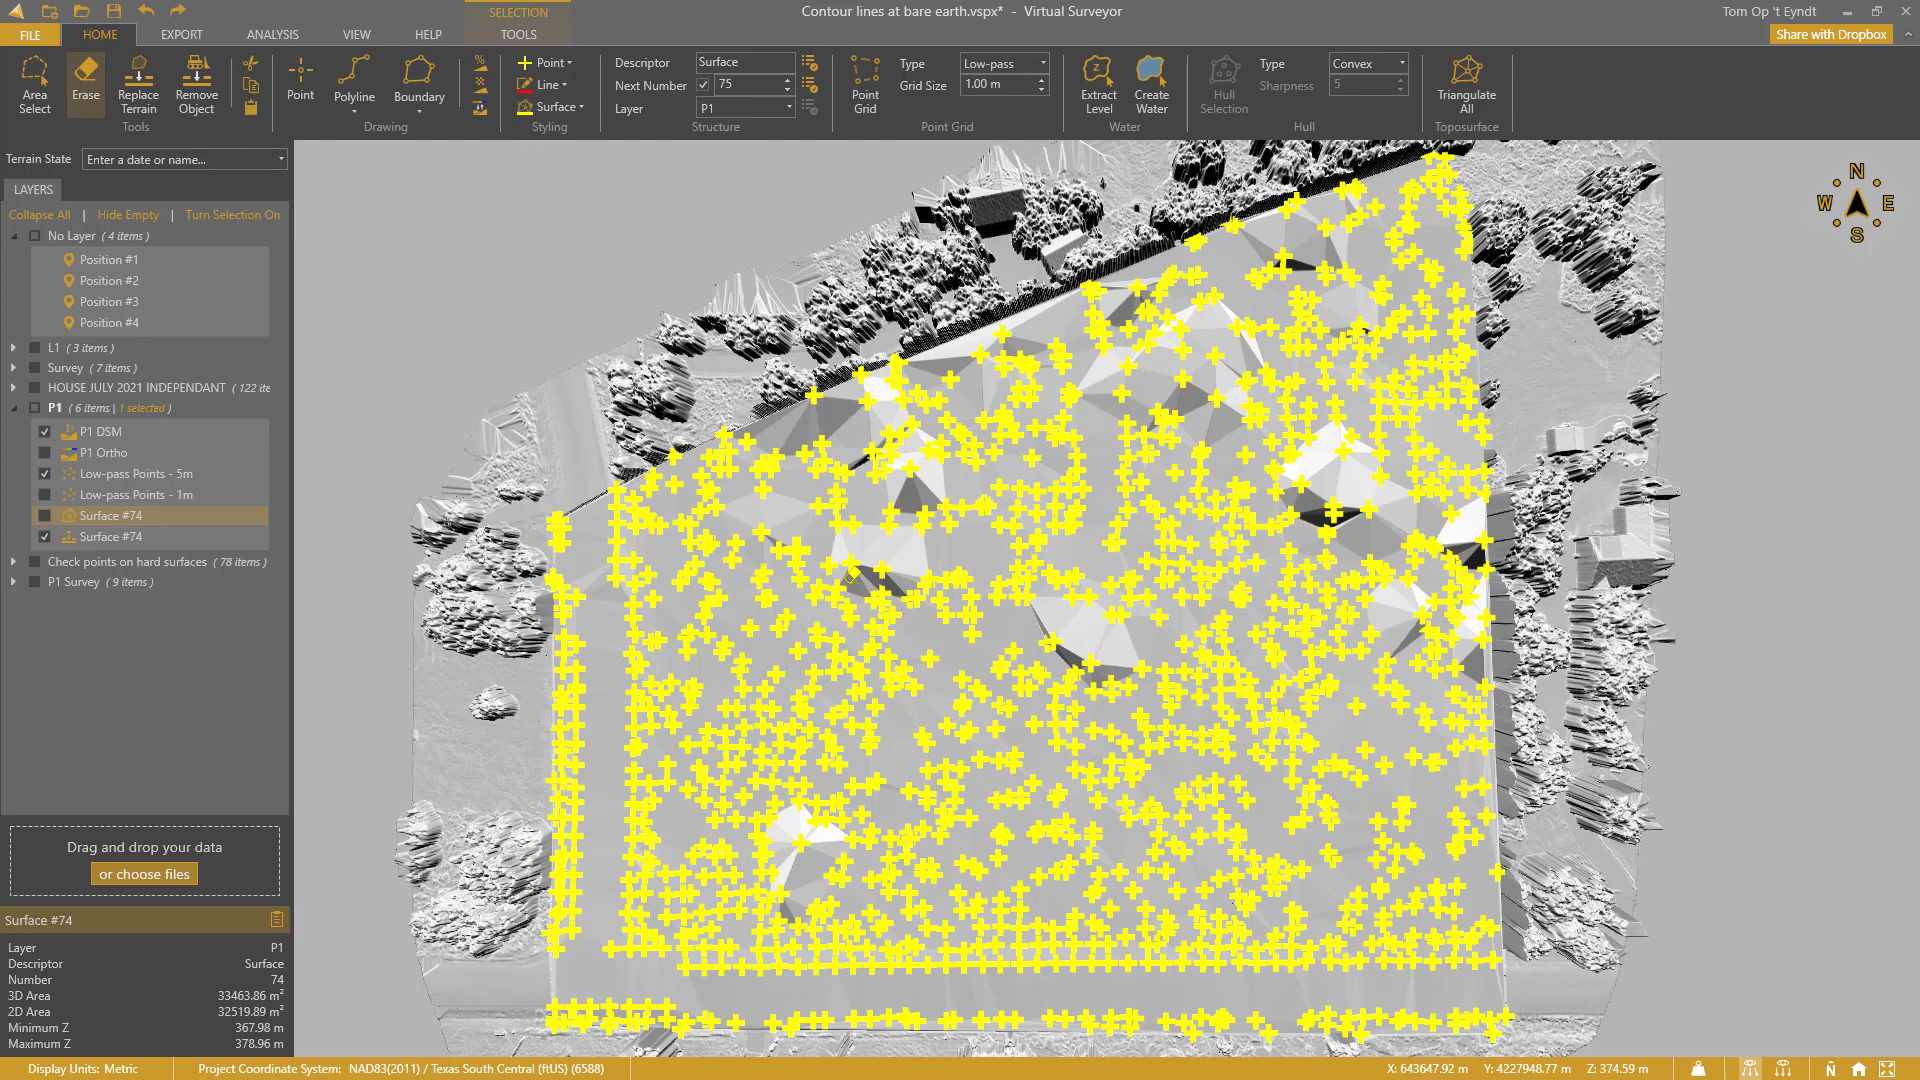 SELECTION
Contour lines at bare earth.vspx* - Virtual Surveyor
Tom Op 't Eyndt
FILE
HOME
EXPORT
ANALYSIS
VIEW
HELP
TOOLS
Share with Dropbox
Area Select
Erase
Replace Terrain
Remove Object
Tools
Point
Polyline
Boundary
Drawing
Point
Line
Surface
Styling
Descriptor
Surface
Next Number
75
Layer
P1
Structure
Point Grid
Type
Low-pass
Grid Size
1.00 m
Point Grid
Extract Level
Create Water
Water
Hull Selection
Type
Convex
Sharpness
5
Hull
Triangulate All
Toposurface
Terrain State
Enter a date or name...
LAYERS
Collapse All | Hide Empty | Turn Selection On
No Layer ( 4 items )
Position #1
Position #2
Position #3
Position #4
L1 ( 3 items )
Survey ( 7 items )
HOUSE JULY 2021 INDEPENDANT ( 122 ite
P1 ( 6 items | 1 selected )
P1 DSM
P1 Ortho
Low-pass Points - 5m
Low-pass Points - 1m
Surface #74
Surface #74
Check points on hard surfaces ( 78 items )
P1 Survey ( 9 items )
Drag and drop your data
or choose files
Surface #74
Layer P1
Descriptor Surface
Number 74
3D Area 33463.86 m²
2D Area 32519.89 m²
Minimum Z 367.98 m
Maximum Z 378.96 m
N
W E
S
Display Units: Metric
Project Coordinate System: NAD83(2011) / Texas South Central (ftUS) (6588)
X: 643647.92 m Y: 4227948.77 m Z: 374.59 m